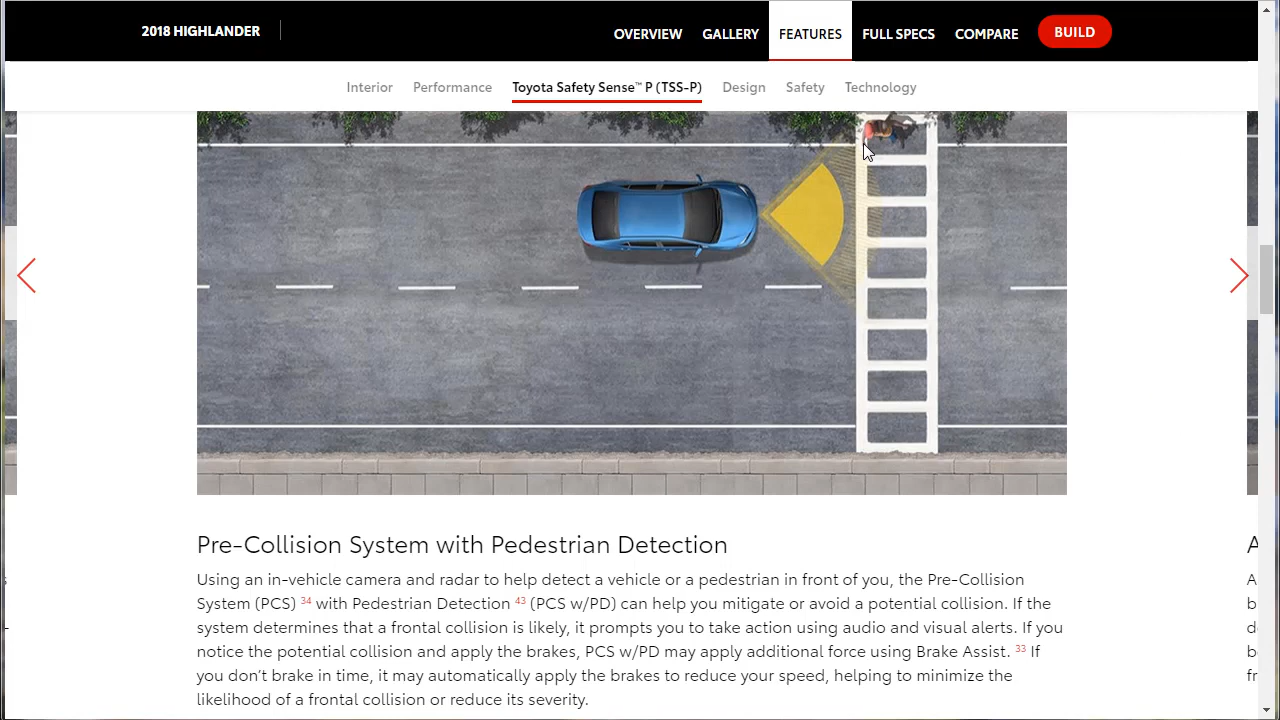 2018 HIGHLANDER
OVERVIEW GALLERY FEATURES FULL SPECS COMPARE BUILD
Interior Performance Toyota Safety Sense™ P (TSS-P) Design Safety Technology
Pre-Collision System with Pedestrian Detection
Using an in-vehicle camera and radar to help detect a vehicle or a pedestrian in front of you, the Pre-Collision
System (PCS) 34 with Pedestrian Detection 43 (PCS w/PD) can help you mitigate or avoid a potential collision. If the
system determines that a frontal collision is likely, it prompts you to take action using audio and visual alerts. If you
notice the potential collision and apply the brakes, PCS w/PD may apply additional force using Brake Assist. 33 If
you don't brake in time, it may automatically apply the brakes to reduce your speed, helping to minimize the
likelihood of a frontal collision or reduce its severity.